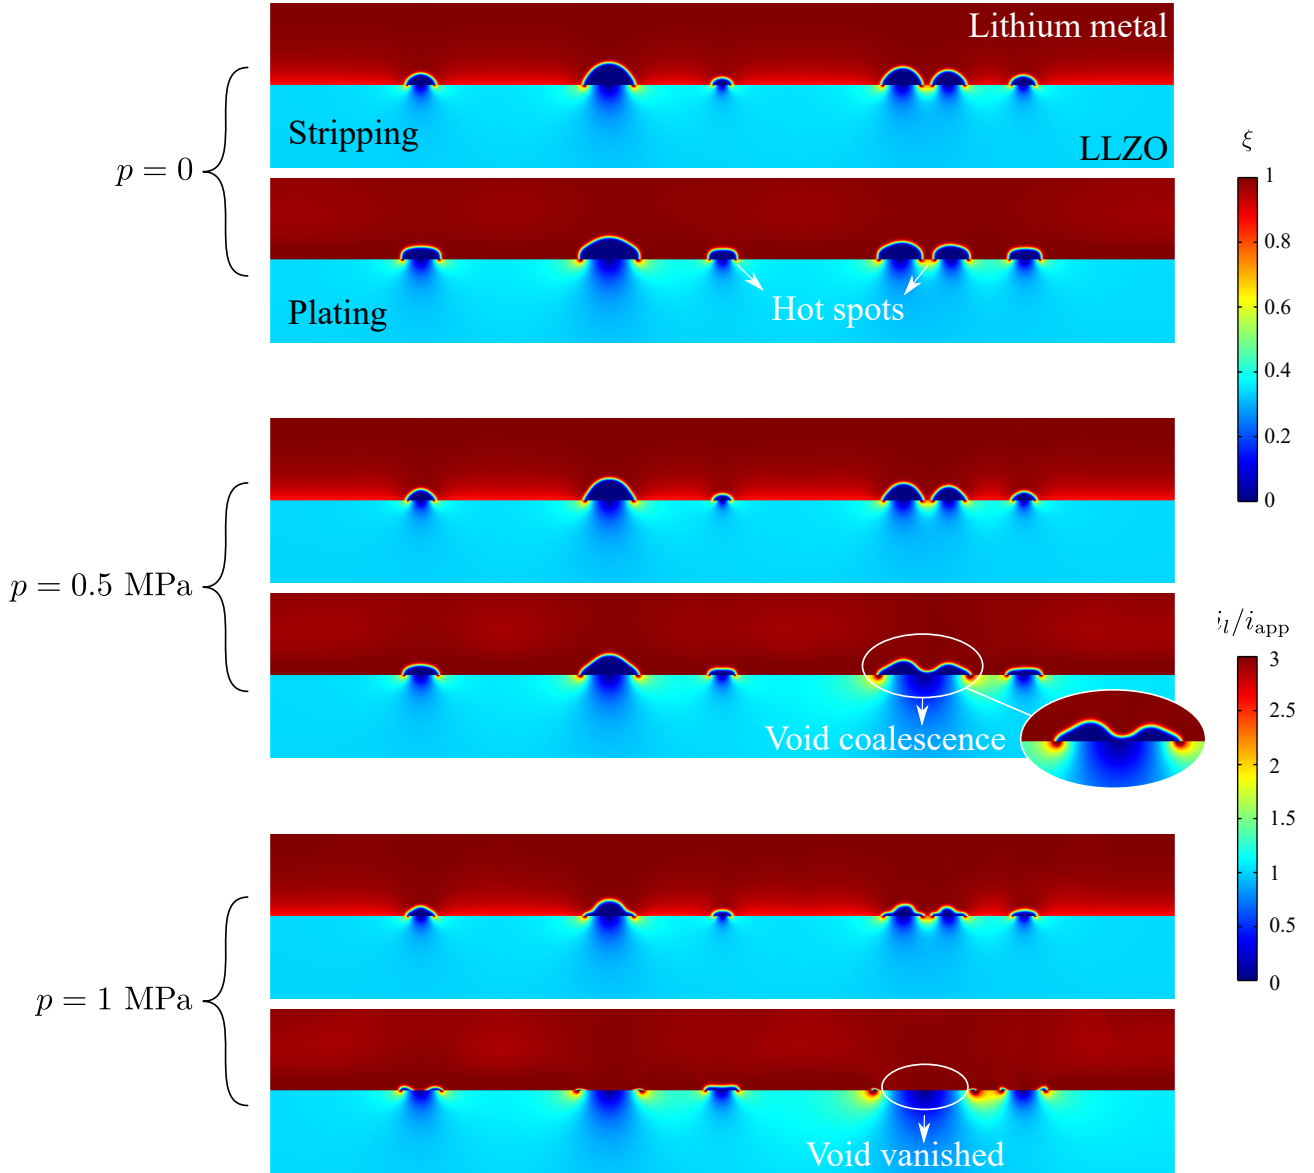 Lithium metal
Stripping
LLZO
p = 0
Plating
Hot spots
ξ
1
0.8
0.6
0.4
0.2
0
p = 0.5 MPa
Void coalescence
i_l/i_app
3
2.5
2
1.5
1
0.5
0
p = 1 MPa
Void vanished